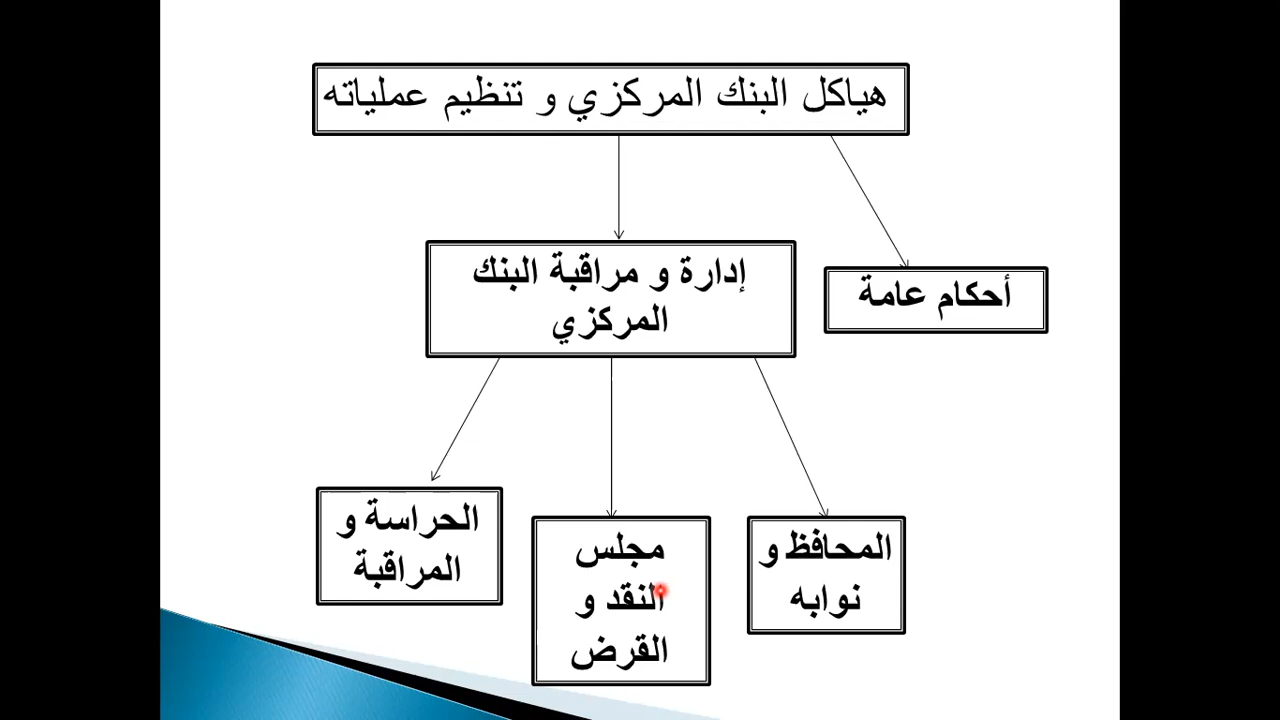 هياكل البنك المركزي و تنظيم عملياته
أحكام عامة
إدارة و مراقبة البنك
المركزي
المحافظ و
نوابه
مجلس
النقد و
القرض
الحراسة و
المراقبة